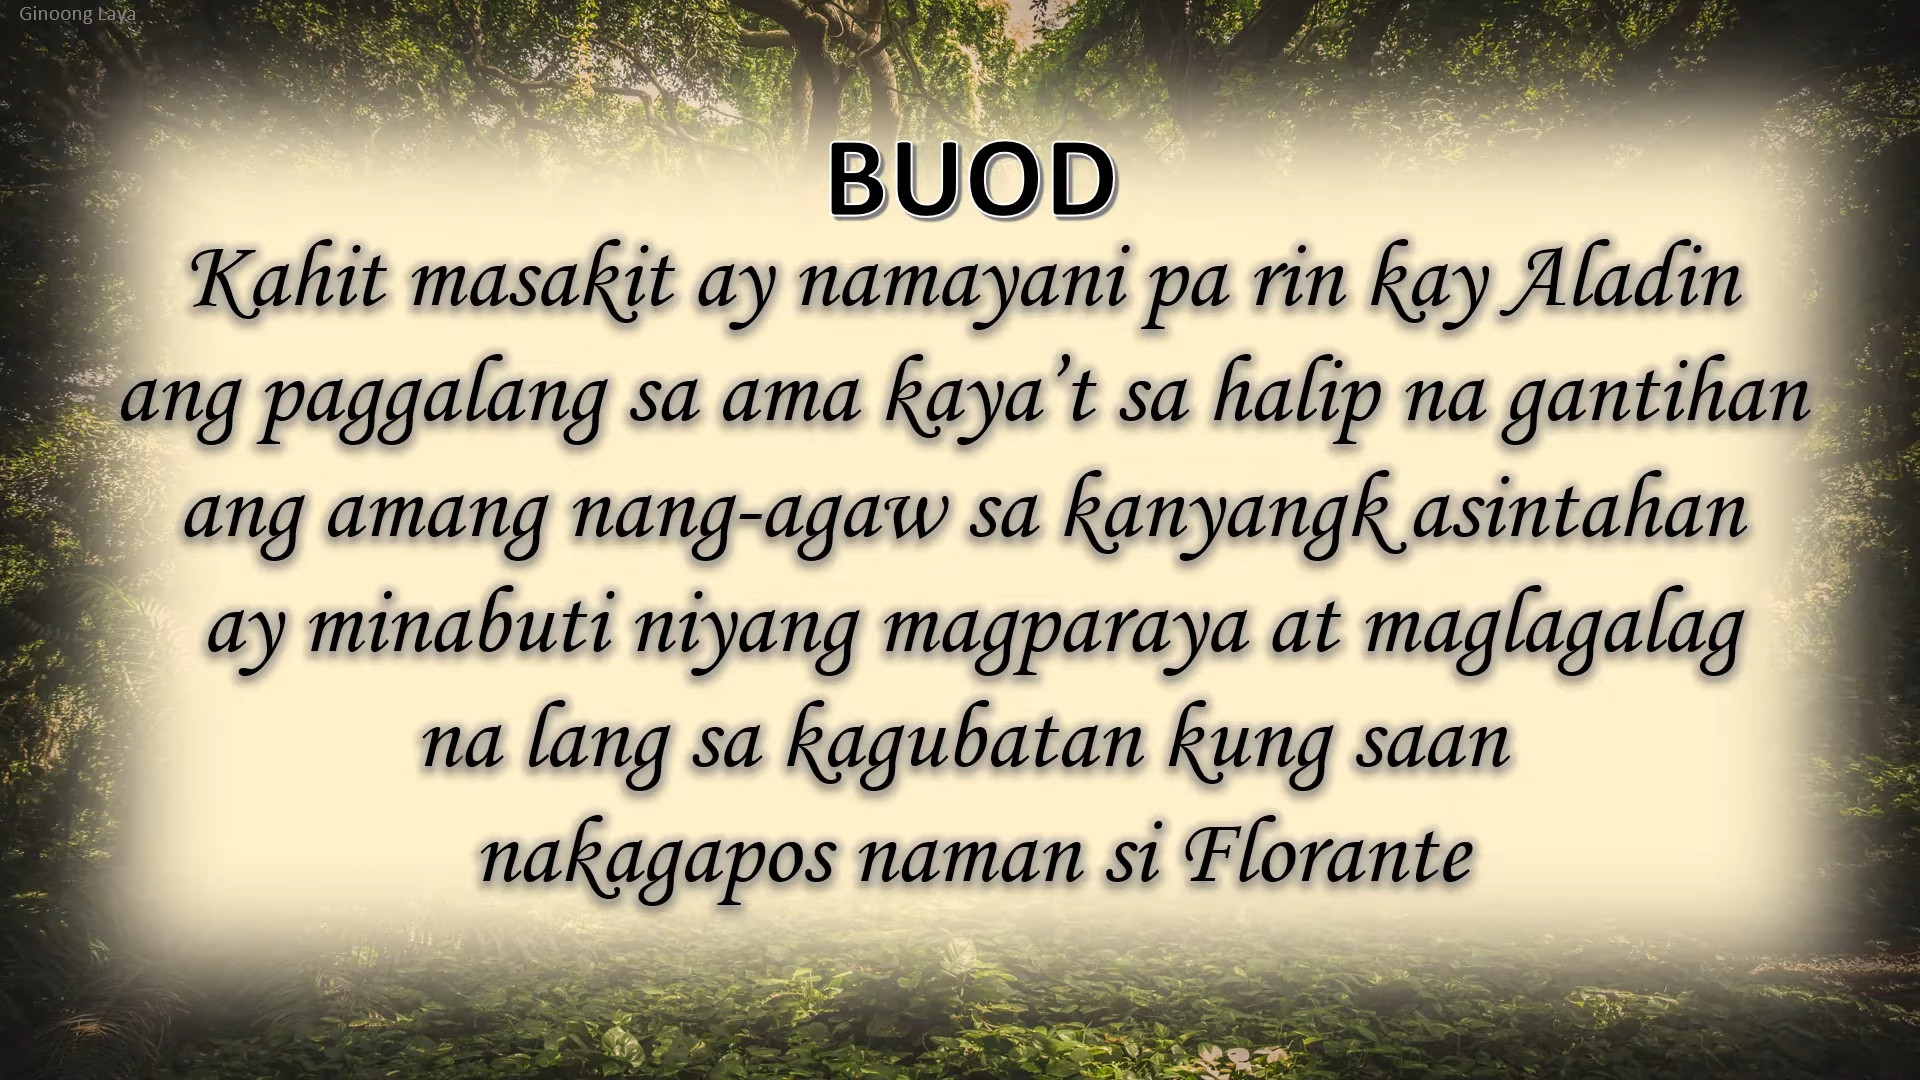 Ginoong Laya
BUOD
Kahit masakit ay namayani pa rin kay Aladin
ang paggalang sa ama kaya’t sa halip na gantihan
ang amang nang-agaw sa kanyangk asintahan
ay minabuti niyang magparaya at maglagalag
na lang sa kagubatan kung saan
nakagapos naman si Florante